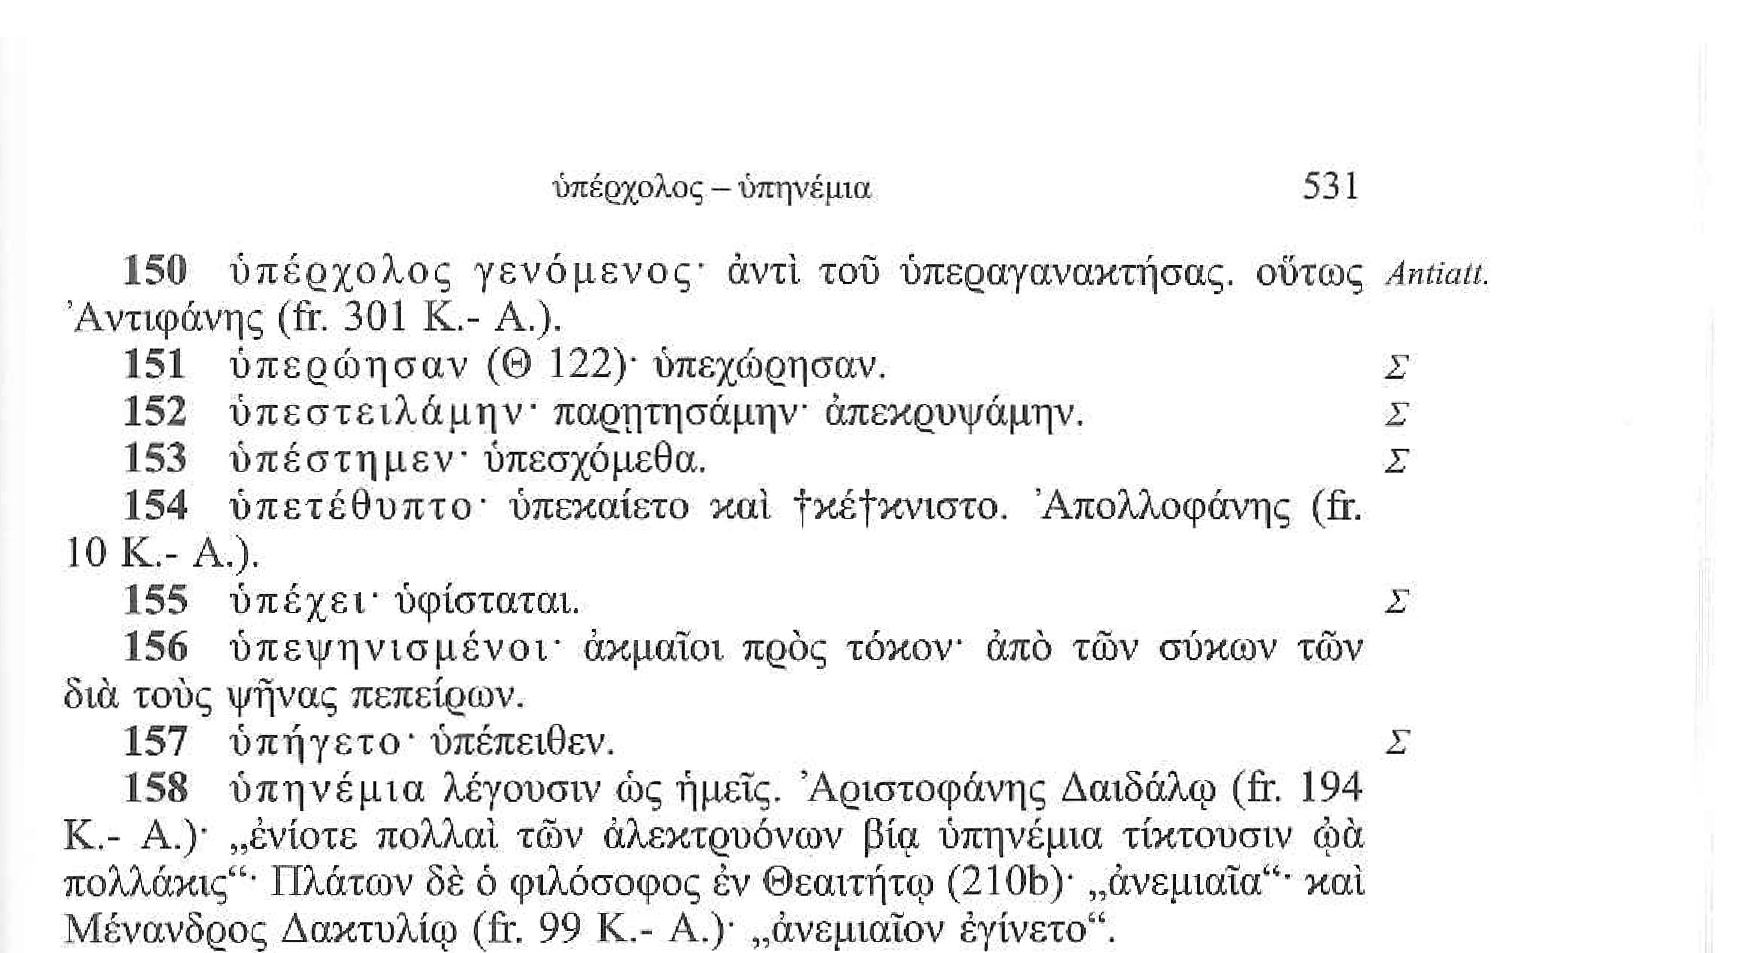 ὑπέρχολος – ὑπηνέμια 531
150 ὑπέρχολος γενόμενος· ἀντὶ τοῦ ὑπεραγανακτήσας. οὕτως Antiatt.
Ἀντιφάνης (fr. 301 K.- A.).
151 ὑπερώησαν (Θ 122)· ὑπεχώρησαν. Σ
152 ὑπεστειλάμην· παρῃτησάμην· ἀπεκρυψάμην. Σ
153 ὑπέστημεν· ὑπεσχόμεθα. Σ
154 ὑπετέθυπτο· ὑπεκαίετο καὶ †κέ†κνιστο. Ἀπολλοφάνης (fr.
10 K.- A.).
155 ὑπέχει· ὑφίσταται. Σ
156 ὑπεψηνισμένοι· ἀκμαῖοι πρὸς τόκον· ἀπὸ τῶν σύκων τῶν
διὰ τοὺς ψῆνας πεπείρων.
157 ὑπήγετο· ὑπέπειθεν. Σ
158 ὑπηνέμια λέγουσιν ὡς ἡμεῖς. Ἀριστοφάνης Δαιδάλῳ (fr. 194
K.- A.)· „ἐνίοτε πολλαὶ τῶν ἀλεκτρυόνων βίᾳ ὑπηνέμια τίκτουσιν ᾠὰ
πολλάκις“· Πλάτων δὲ ὁ φιλόσοφος ἐν Θεαιτήτῳ (210b)· „ἀνεμιαῖα“· καὶ
Μένανδρος Δακτυλίῳ (fr. 99 K.- A.)· „ἀνεμιαῖον ἐγίνετο“.